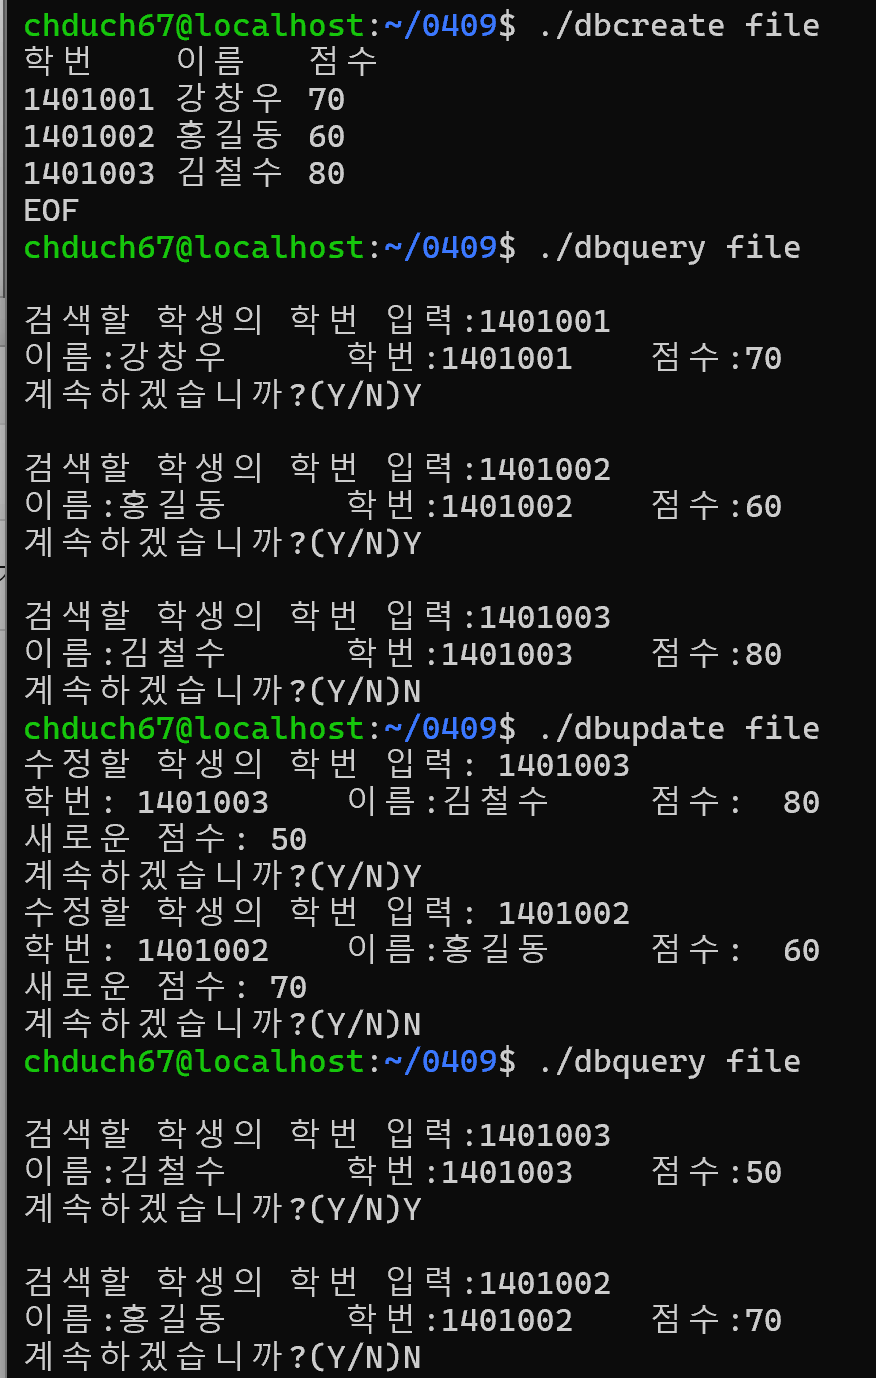 chduch67@localhost:~/0409$ ./dbcreate file
학번 이름 점수
1401001 강창우 70
1401002 홍길동 60
1401003 김철수 80
EOF
chduch67@localhost:~/0409$ ./dbquery file
검색할 학생의 학번 입력:1401001
이름:강창우 학번:1401001 점수:70
계속하겠습니까?(Y/N)Y
검색할 학생의 학번 입력:1401002
이름:홍길동 학번:1401002 점수:60
계속하겠습니까?(Y/N)Y
검색할 학생의 학번 입력:1401003
이름:김철수 학번:1401003 점수:80
계속하겠습니까?(Y/N)N
chduch67@localhost:~/0409$ ./dbupdate file
수정할 학생의 학번 입력: 1401003
학번: 1401003 이름:김철수 점수: 80
새로운 점수: 50
계속하겠습니까?(Y/N)Y
수정할 학생의 학번 입력: 1401002
학번: 1401002 이름:홍길동 점수: 60
새로운 점수: 70
계속하겠습니까?(Y/N)N
chduch67@localhost:~/0409$ ./dbquery file
검색할 학생의 학번 입력:1401003
이름:김철수 학번:1401003 점수:50
계속하겠습니까?(Y/N)Y
검색할 학생의 학번 입력:1401002
이름:홍길동 학번:1401002 점수:70
계속하겠습니까?(Y/N)N